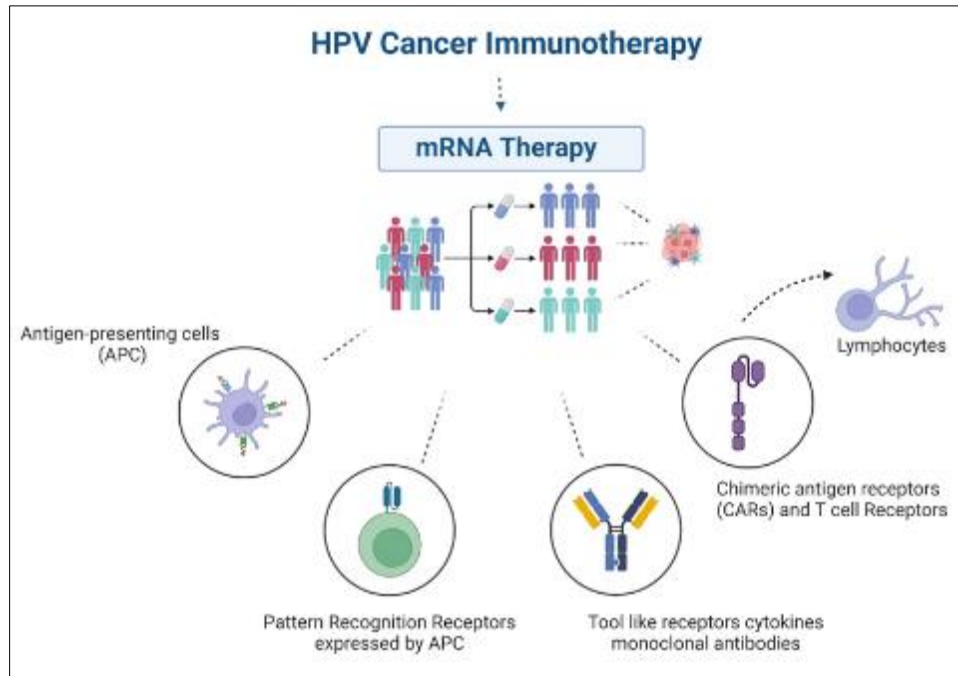 HPV Cancer Immunotherapy
mRNA Therapy
Antigen-presenting cells
(APC)
Lymphocytes
Chimeric antigen receptors
(CARs) and T cell Receptors
Pattern Recognition Receptors
expressed by APC
Tool like receptors cytokines
monoclonal antibodies